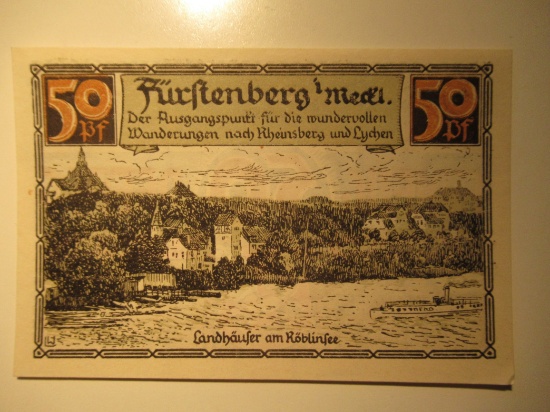 50 Pf
Fürstenberg i/Meckl.
50 Pf
Der Ausgangspunkt für die wundervollen
Wanderungen nach Rheinsberg und Lychen
Landhäuser am Röblinsee